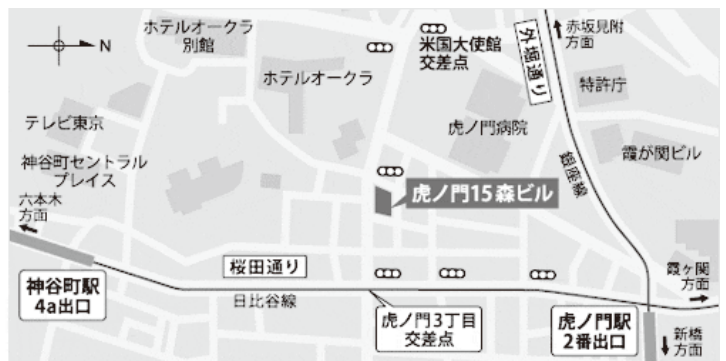 ホテルオークラ
別館
米国大使館
交差点
外堀通り
赤坂見附
方面
N
ホテルオークラ
特許庁
テレビ東京
虎ノ門病院
神谷町セントラル
プレイス
銀座線
霞が関ビル
六本木
方面
虎ノ門15森ビル
桜田通り
霞ヶ関
方面
神谷町駅
4a出口
日比谷線
虎ノ門3丁目
交差点
虎ノ門駅
2番出口
新橋
方面